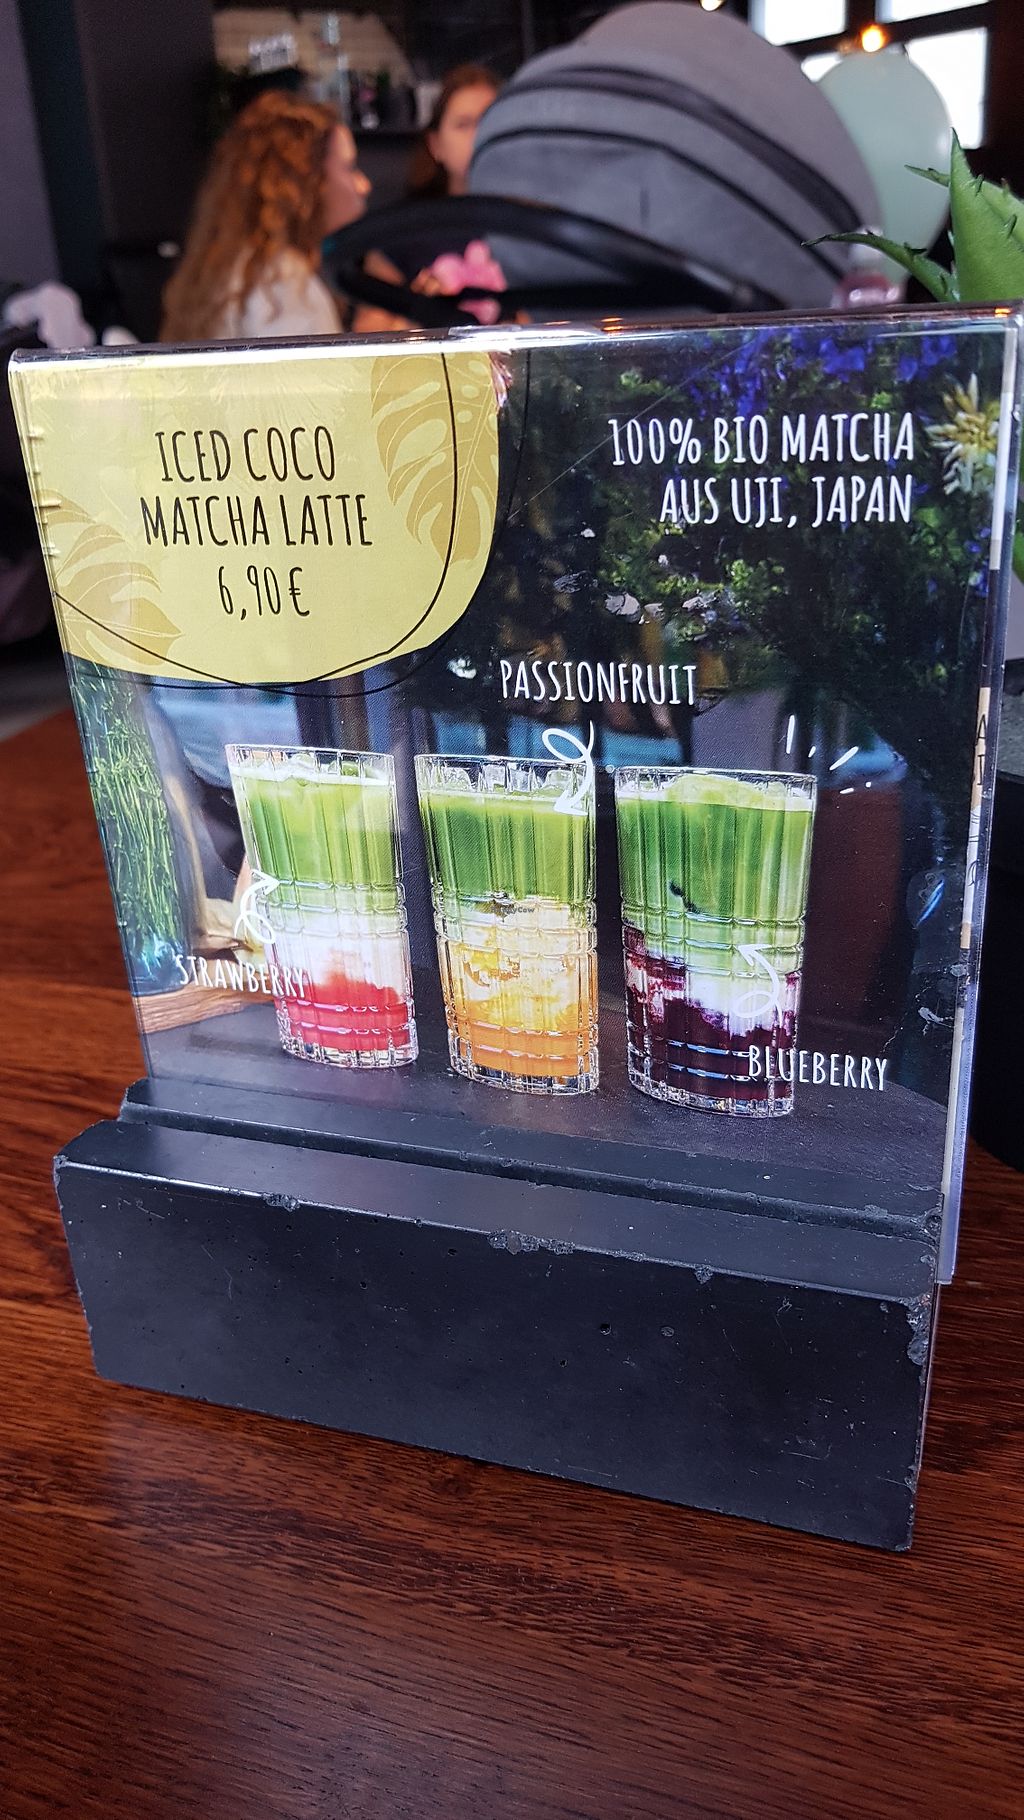 ICED COCO
MATCHA LATTE
6,90€
100% BIO MATCHA
AUS UJI, JAPAN
PASSIONFRUIT
STRAWBERRY
BLUEBERRY